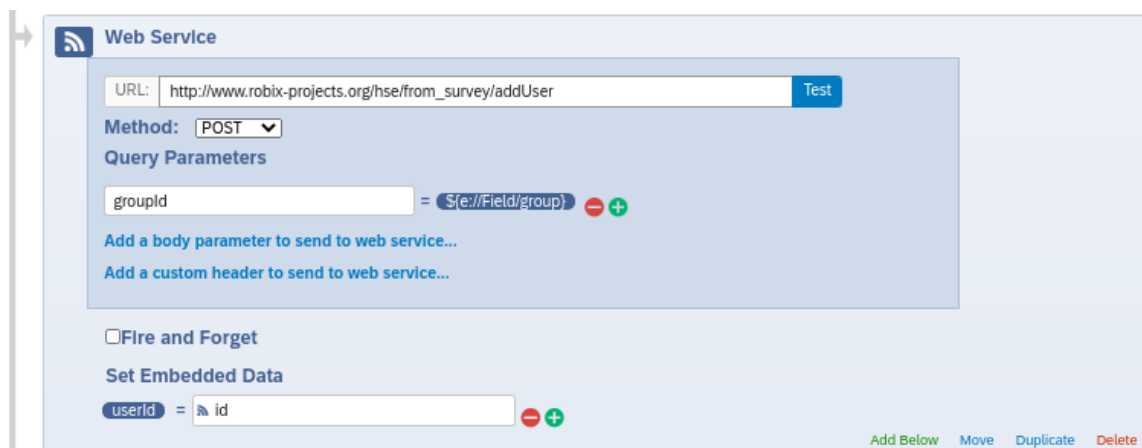 Web Service
URL: http://www.robix-projects.org/hse/from_survey/addUser Test
Method: POST
Query Parameters
groupId = ${e://Field/group}
Add a body parameter to send to web service...
Add a custom header to send to web service...
Fire and Forget
Set Embedded Data
userId = id
Add Below Move Duplicate Delete